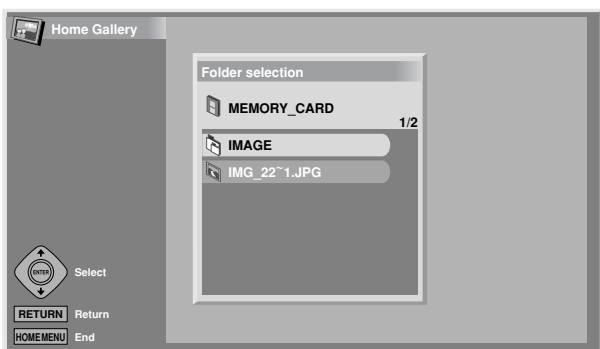 Home Gallery
Folder selection
MEMORY_CARD
1/2
IMAGE
IMG_22~1.JPG
ENTER Select
RETURN Return
HOMEMENU End